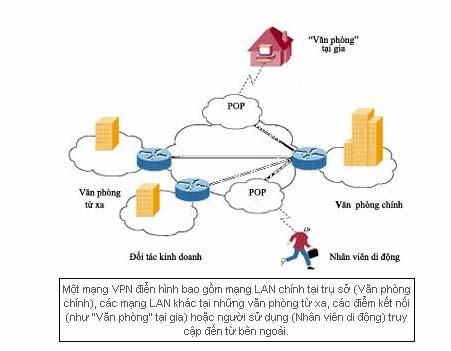 “Văn phòng”
tại gia
POP
Văn phòng
từ xa
POP
Văn phòng chính
Đối tác kinh doanh
Nhân viên di động
Một mạng VPN điển hình bao gồm mạng LAN chính tại trụ sở (Văn phòng
chính), các mạng LAN khác tại những văn phòng từ xa, các điểm kết nối
(như "Văn phòng" tại gia) hoặc người sử dụng (Nhân viên di động) truy
cập đến từ bên ngoài.